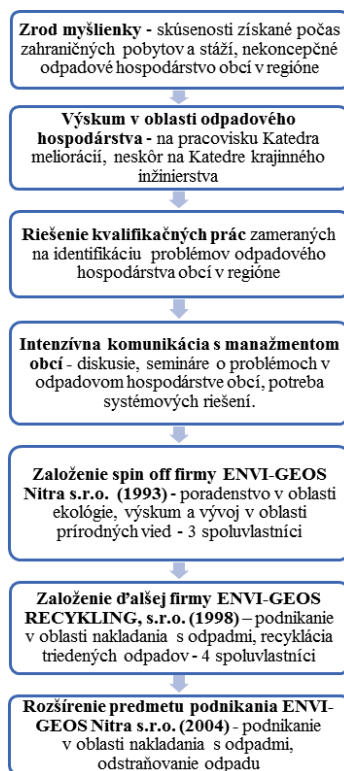 Zrod myšlienky - skúsenosti získané počas
zahraničných pobytov a stáží, nekoncepčné
odpadové hospodárstvo obcí v regióne
Výskum v oblasti odpadového
hospodárstva - na pracovisku Katedra
meliorácií, neskôr na Katedre krajinného
inžinierstva
Riešenie kvalifikačných prác zameraných
na identifikáciu problémov odpadového
hospodárstva obcí v regióne
Intenzívna komunikácia s manažmentom
obcí - diskusie, semináre o problémoch v
odpadovom hospodárstve obcí, potreba
systémových riešení.
Založenie spin off firmy ENVI-GEOS
Nitra s.r.o. (1993) - poradenstvo v oblasti
ekológie, výskum a vývoj v oblasti
prírodných vied - 3 spoluvlastníci
Založenie ďalšej firmy ENVI-GEOS
RECYKLING, s.r.o. (1998) – podnikanie
v oblasti nakladania s odpadmi, recyklácia
triedených odpadov - 4 spoluvlastníci
Rozšírenie predmetu podnikania ENVI-
GEOS Nitra s.r.o. (2004) - podnikanie
v oblasti nakladania s odpadmi,
odstraňovanie odpadu